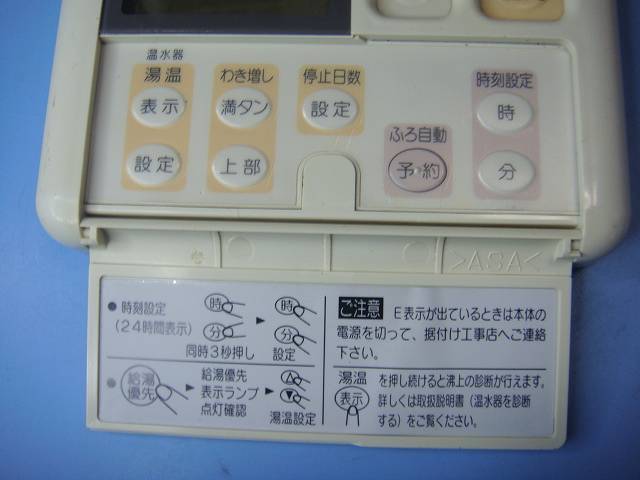 温水器
湯温
わき増し
停止日数
時刻設定
表示
満タン
設定
時
ふろ自動
設定
上部
予約
分
>ASA<
●時刻設定
(24時間表示)
時 ▶ 時
分 分
同時3秒押し 設定
● 給湯優先 ▶ 給湯優先
表示ランプ
点灯確認
▶ ▲
▼
湯温設定
ご注意 E表示が出ているときは本体の
電源を切って、据付け工事店へご連絡
下さい。
湯温 を押し続けると沸上の診断が行えます。
表示 詳しくは取扱説明書(温水器を診断
する)をご覧ください。